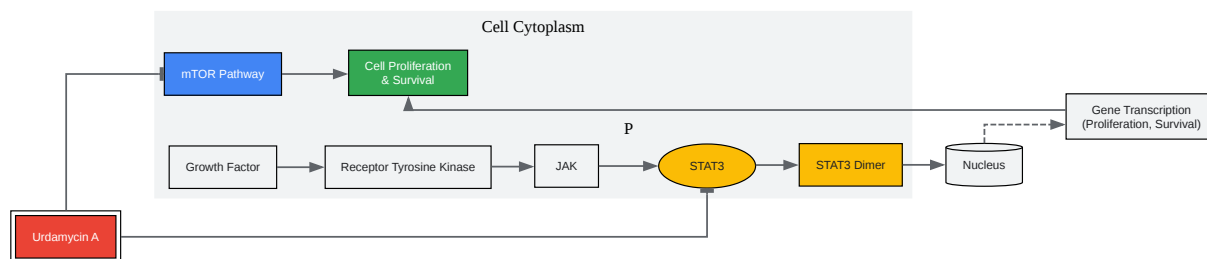 Cell Cytoplasm
mTOR Pathway
Cell Proliferation
& Survival
Gene Transcription
(Proliferation, Survival)
P
Growth Factor
Receptor Tyrosine Kinase
JAK
STAT3
STAT3 Dimer
Nucleus
Urdamycin A